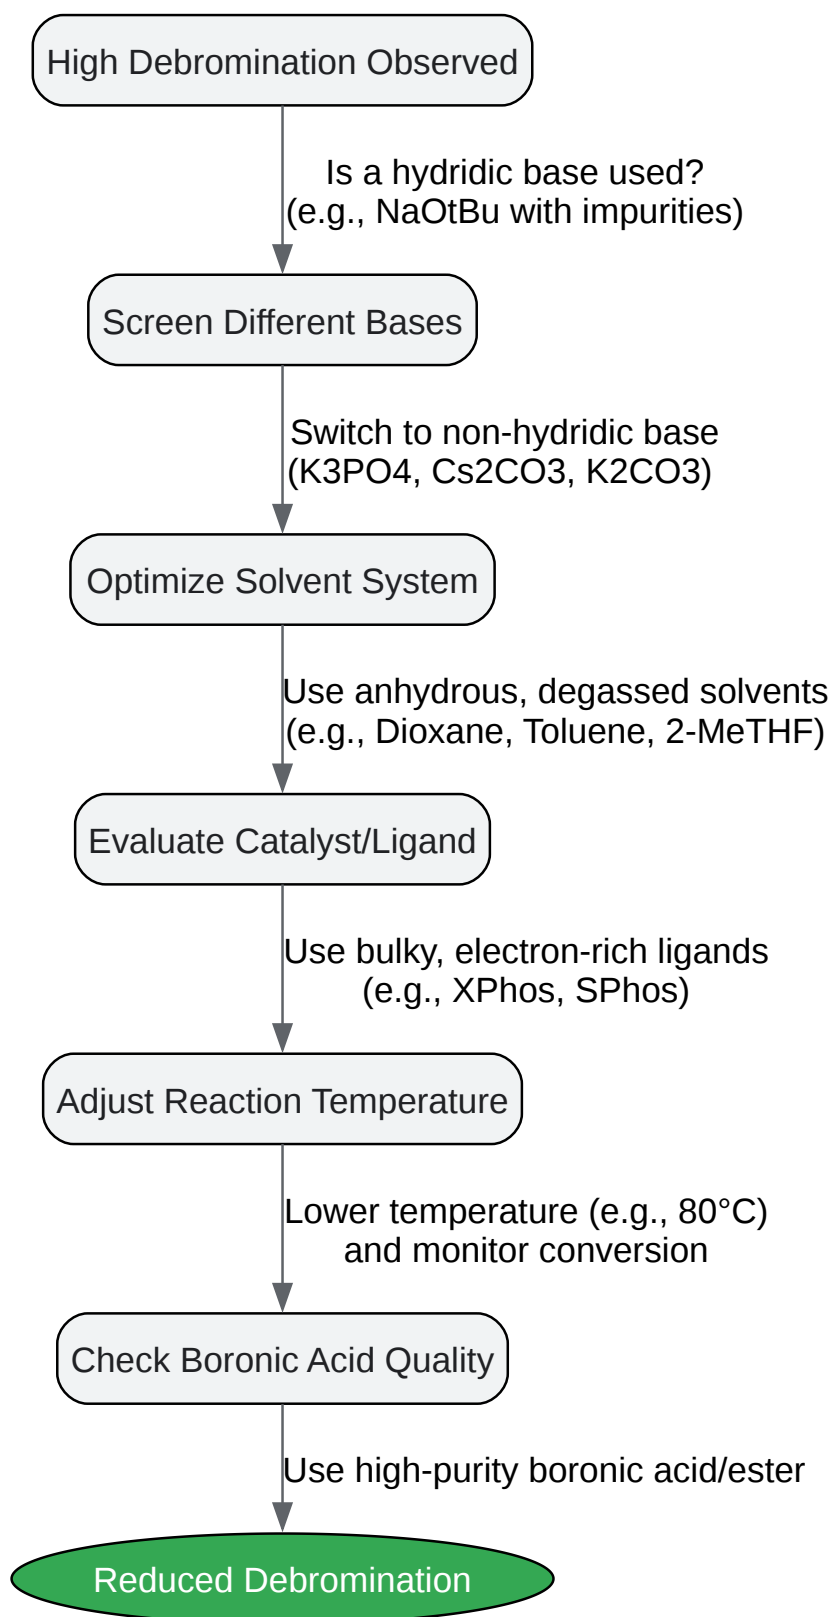 High Debromination Observed
Is a hydridic base used?
(e.g., NaOtBu with impurities)
Screen Different Bases
Switch to non-hydridic base
(K3PO4, Cs2CO3, K2CO3)
Optimize Solvent System
Use anhydrous, degassed solvents
(e.g., Dioxane, Toluene, 2-MeTHF)
Evaluate Catalyst/Ligand
Use bulky, electron-rich ligands
(e.g., XPhos, SPhos)
Adjust Reaction Temperature
Lower temperature (e.g., 80°C)
and monitor conversion
Check Boronic Acid Quality
Use high-purity boronic acid/ester
Reduced Debromination